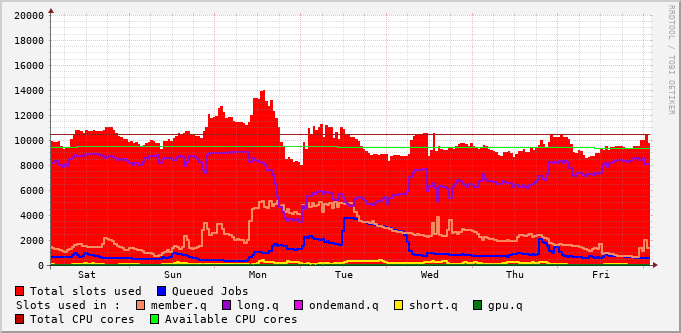 RRDTOOL / TOBI OETIKER
20000
18000
16000
14000
12000
10000
8000
6000
4000
2000
0
Sat Sun Mon Tue Wed Thu Fri
Total slots used Queued Jobs
Slots used in : member.q long.q ondemand.q short.q gpu.q
Total CPU cores Available CPU cores